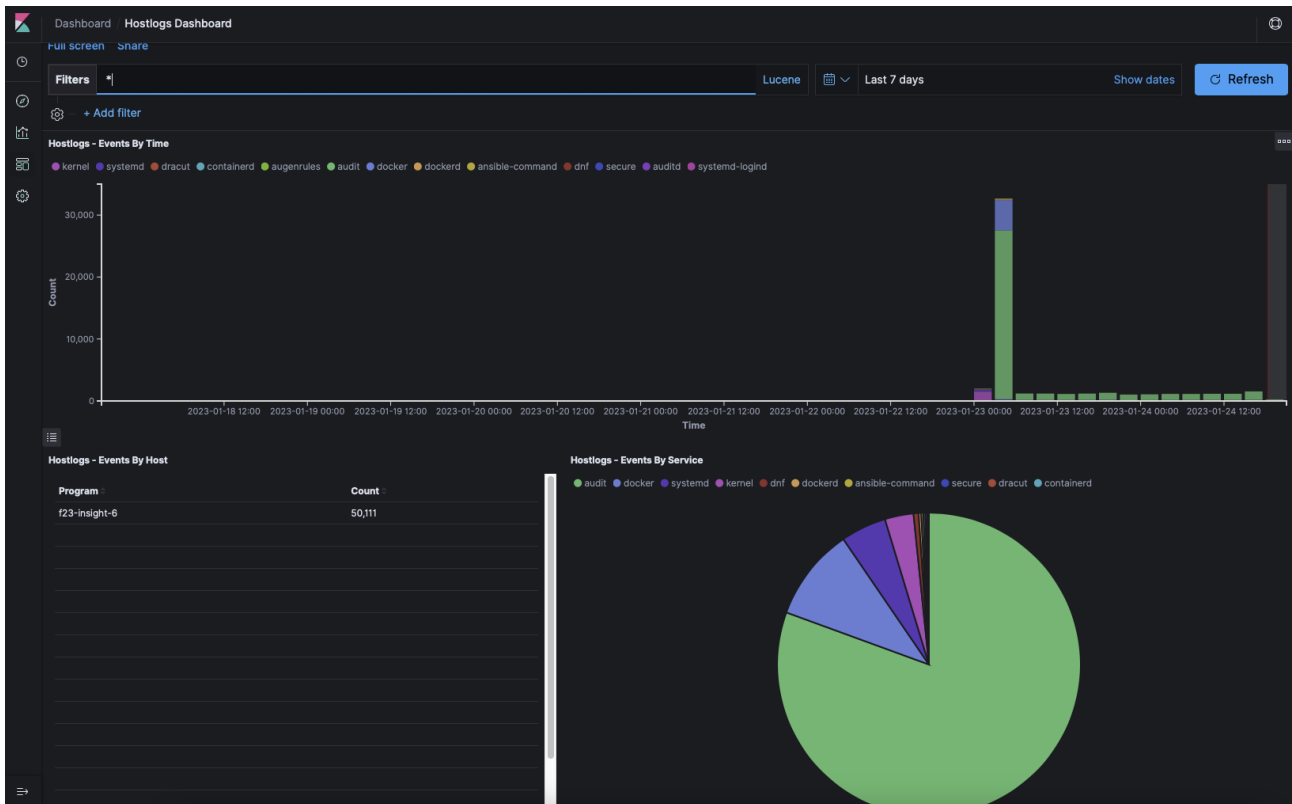 Dashboard Hostlogs Dashboard
Full screen Share
Filters * Lucene Last 7 days Show dates Refresh
+ Add filter
Hostlogs - Events By Time
kernel systemd dracut containerd augenrules audit docker dockerd ansible-command dnf secure auditd systemd-logind
30,000
20,000
10,000
0
Count
2023-01-18 12:00 2023-01-19 00:00 2023-01-19 12:00 2023-01-20 00:00 2023-01-20 12:00 2023-01-21 00:00 2023-01-21 12:00 2023-01-22 00:00 2023-01-22 12:00 2023-01-23 00:00 2023-01-23 12:00 2023-01-24 00:00 2023-01-24 12:00
Time
Hostlogs - Events By Host
Program Count
f23-insight-6 50,111
Hostlogs - Events By Service
audit docker systemd kernel dnf dockerd ansible-command secure dracut containerd